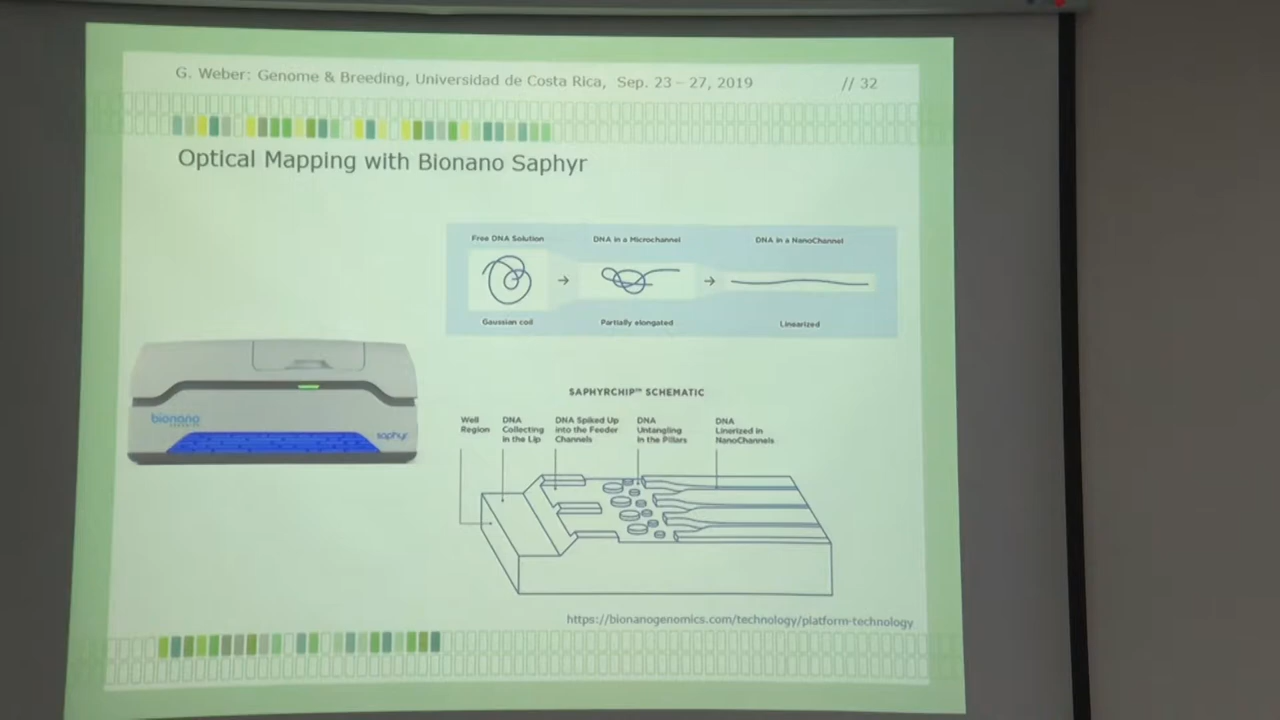 G. Weber: Genome & Breeding, Universidad de Costa Rica, Sep. 23 – 27, 2019 // 32
Optical Mapping with Bionano Saphyr
Free DNA Solution
DNA in a Microchannel
DNA in a NanoChannel
Gaussian coil
Partially elongated
Linearized
bionano
saphyr
SAPHYRCHIP™ SCHEMATIC
Well
Region
DNA
Collecting
in the Lip
DNA Spiked Up
into the Feeder
Channels
DNA
Untangling
in the Pillars
DNA
Linerized in
NanoChannels
https://bionanogenomics.com/technology/platform-technology